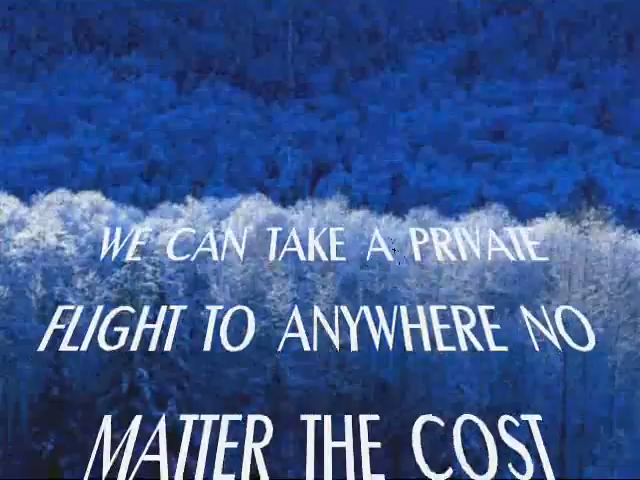 WE CAN TAKE A PRIVATE
FLIGHT TO ANYWHERE NO
MATTER THE COST